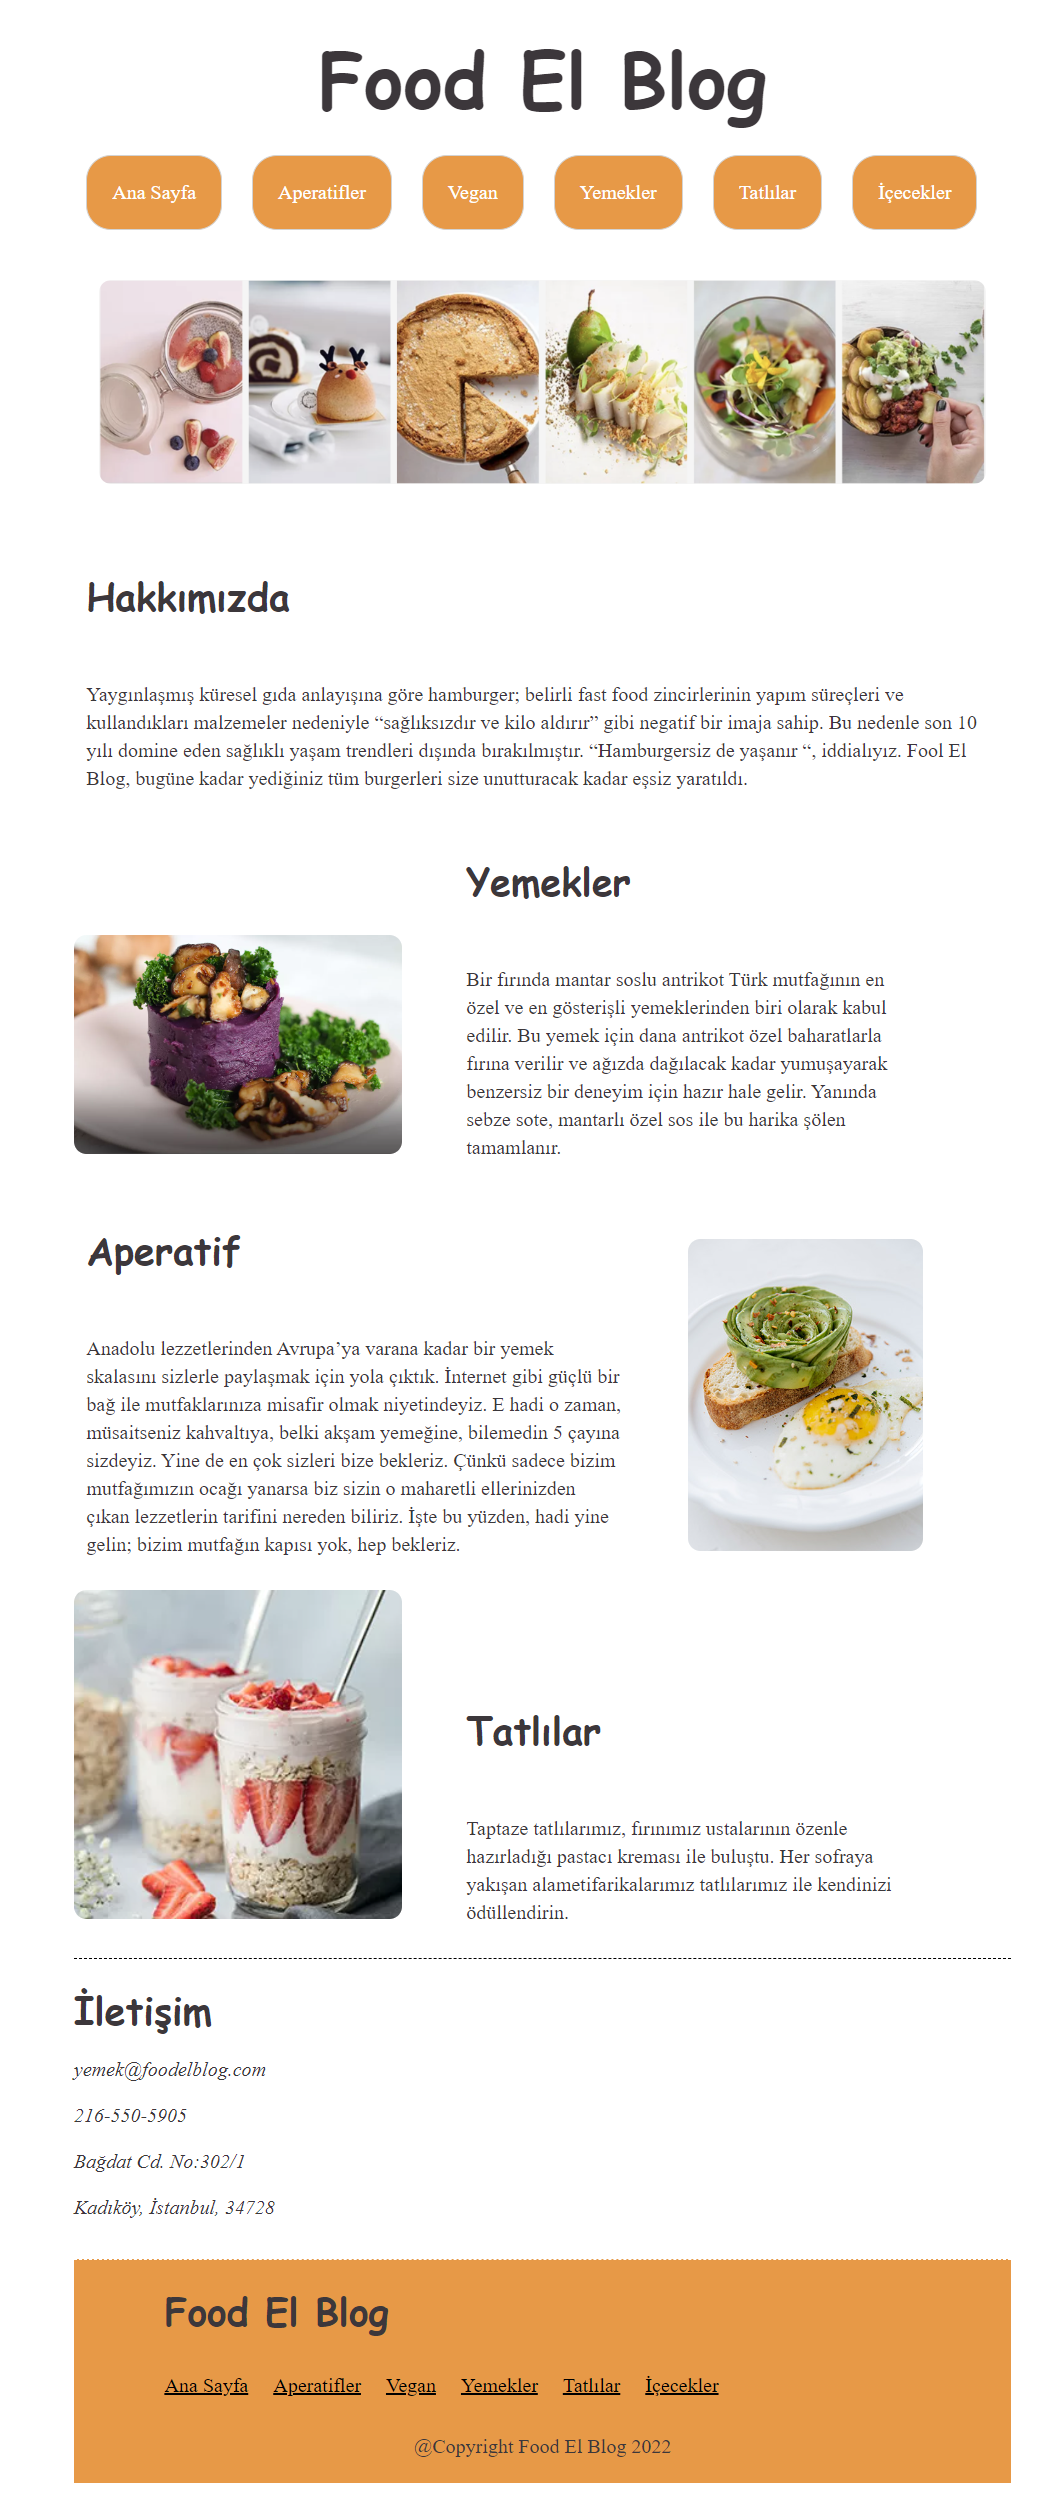 Food El Blog
Ana Sayfa Aperatifler Vegan Yemekler Tatlılar İçecekler
Hakkımızda
Yaygınlaşmış küresel gıda anlayışına göre hamburger; belirli fast food zincirlerinin yapım süreçleri ve
kullandıkları malzemeler nedeniyle “sağlıksızdır ve kilo aldırır” gibi negatif bir imaja sahip. Bu nedenle son 10
yılı domine eden sağlıklı yaşam trendleri dışında bırakılmıştır. “Hamburgersiz de yaşanır “, iddialıyız. Fool El
Blog, bugüne kadar yediğiniz tüm burgerleri size unutturacak kadar eşsiz yaratıldı.
Yemekler
Bir fırında mantar soslu antrikot Türk mutfağının en
özel ve en gösterişli yemeklerinden biri olarak kabul
edilir. Bu yemek için dana antrikot özel baharatlarla
fırına verilir ve ağızda dağılacak kadar yumuşayarak
benzersiz bir deneyim için hazır hale gelir. Yanında
sebze sote, mantarlı özel sos ile bu harika şölen
tamamlanır.
Aperatif
Anadolu lezzetlerinden Avrupa’ya varana kadar bir yemek
skalasını sizlerle paylaşmak için yola çıktık. İnternet gibi güçlü bir
bağ ile mutfaklarınıza misafir olmak niyetindeyiz. E hadi o zaman,
müsaitseniz kahvaltıya, belki akşam yemeğine, bilemedin 5 çayına
sizdeyiz. Yine de en çok sizleri bize bekleriz. Çünkü sadece bizim
mutfağımızın ocağı yanarsa biz sizin o maharetli ellerinizden
çıkan lezzetlerin tarifini nereden biliriz. İşte bu yüzden, hadi yine
gelin; bizim mutfağın kapısı yok, hep bekleriz.
Tatlılar
Taptaze tatlılarımız, fırınımız ustalarının özenle
hazırladığı pastacı kreması ile buluştu. Her sofraya
yakışan alametifarikalarımız tatlılarımız ile kendinizi
ödüllendirin.
İletişim
yemek@foodelblog.com
216-550-5905
Bağdat Cd. No:302/1
Kadıköy, İstanbul, 34728
Food El Blog
Ana Sayfa Aperatifler Vegan Yemekler Tatlılar İçecekler
@Copyright Food El Blog 2022